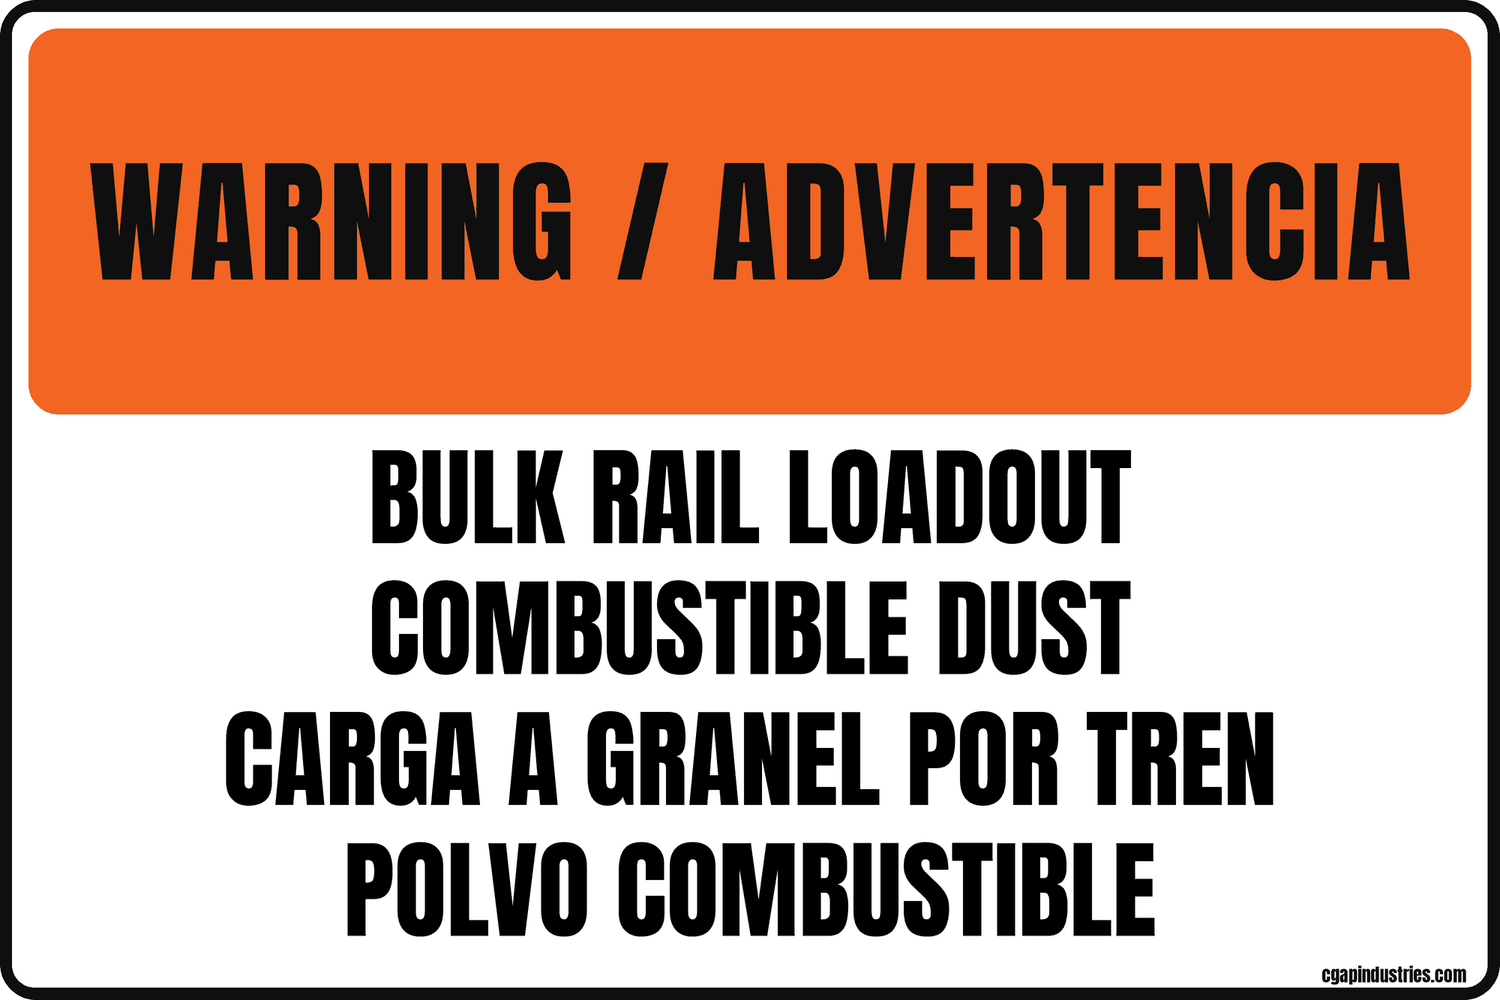 WARNING / ADVERTENCIA
BULK RAIL LOADOUT
COMBUSTIBLE DUST
CARGA A GRANEL POR TREN
POLVO COMBUSTIBLE
cgapindustries.com